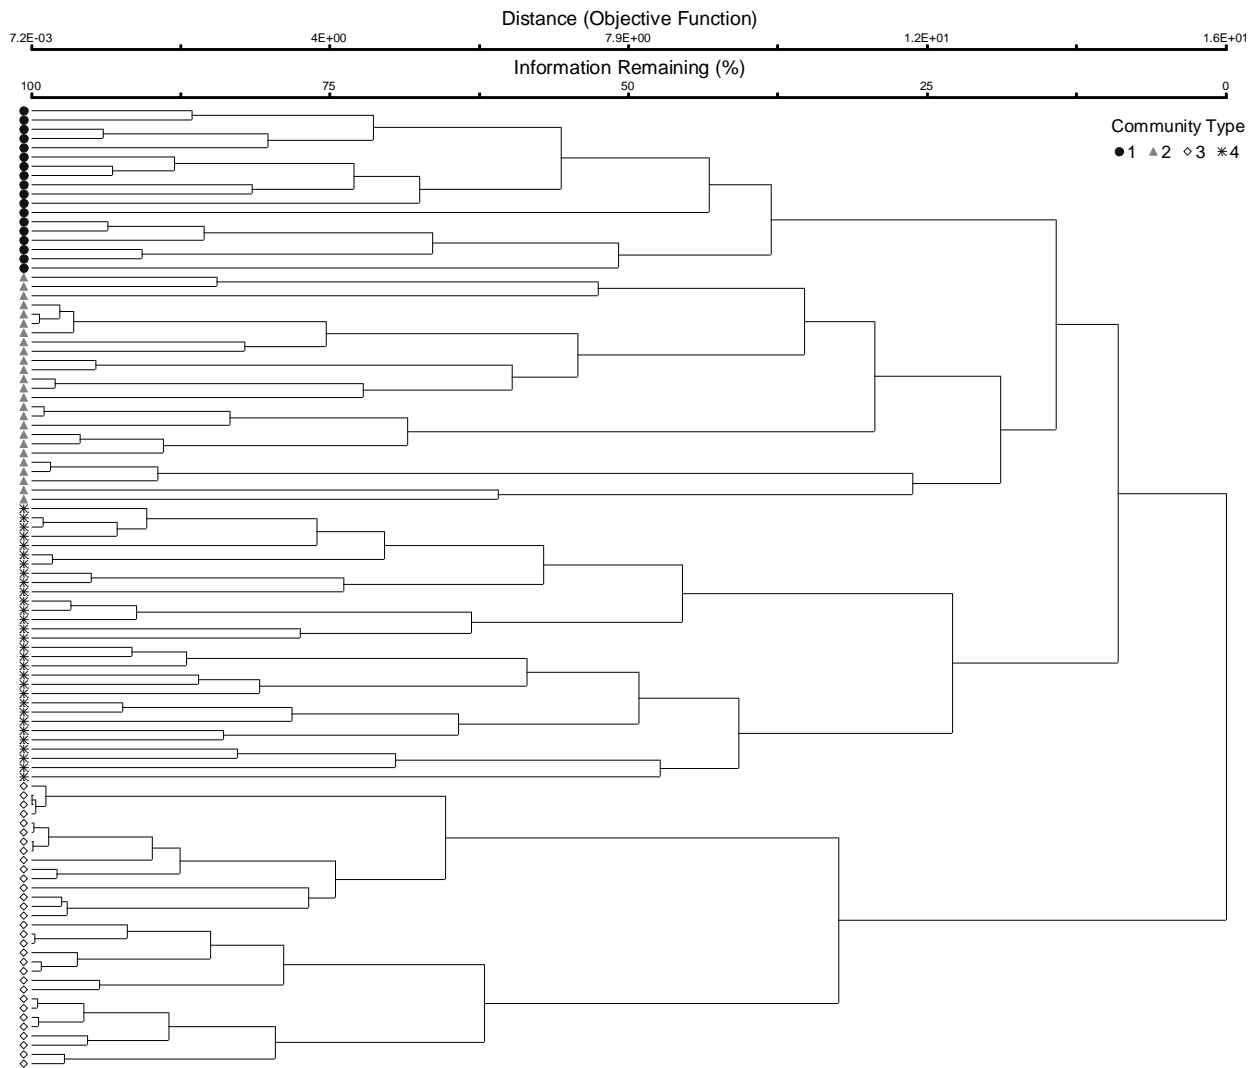 Distance (Objective Function)
7.2E-03 4E+00 7.9E+00 1.2E+01 1.6E+01
Information Remaining (%)
100 75 50 25 0
Community Type
1 2 3 4